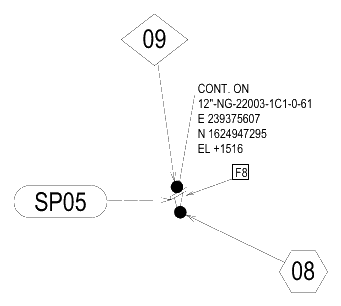 09
CONT. ON
12"-NG-22003-1C1-0-61
E 239375607
N 1624947295
EL +1516
F8
SP05
08